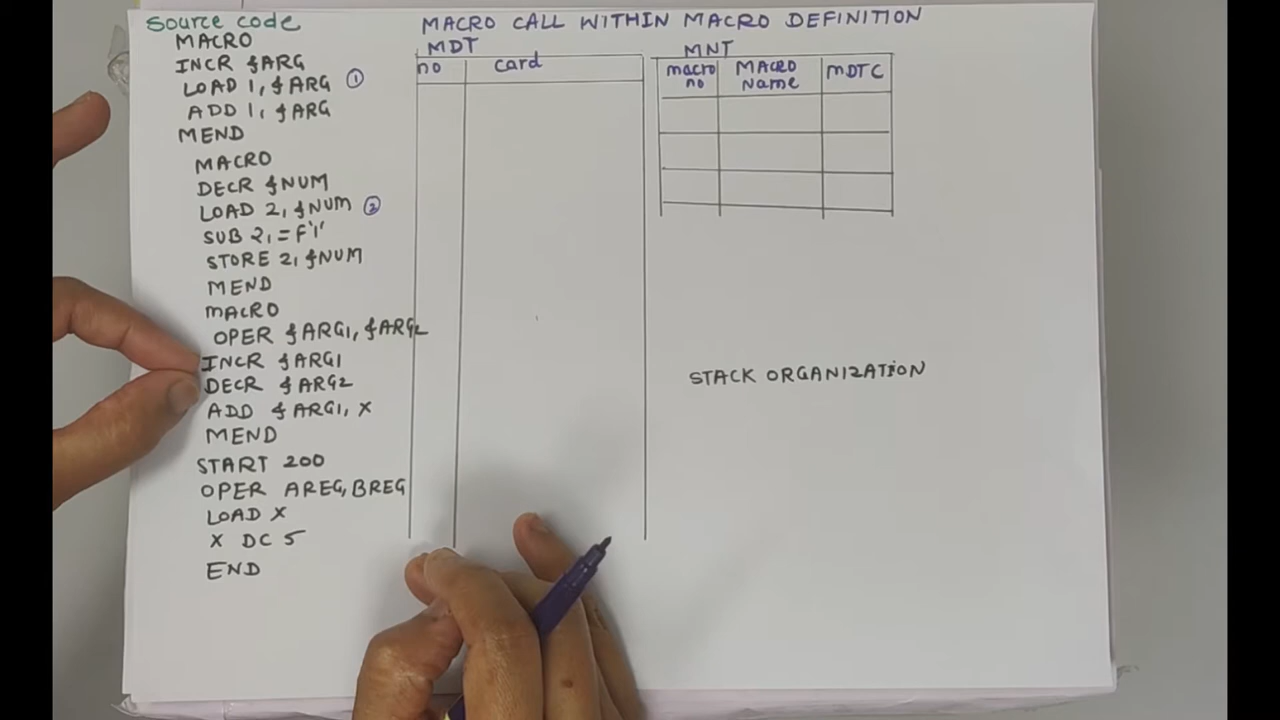 Source code
MACRO
INCR &ARG
LOAD 1, &ARG ①
ADD 1, &ARG
MEND
MACRO
DECR &NUM
LOAD 2, &NUM ②
SUB 2, =F'1'
STORE 2, &NUM
MEND
MACRO
OPER &ARG1, &ARG2
INCR &ARG1
DECR &ARG2
ADD &ARG1, X
MEND
START 200
OPER AREG, BREG
LOAD X
X DC 5
END
MACRO CALL WITHIN MACRO DEFINITION
MDT
no card
MNT
macro no MACRO Name MDTC
STACK ORGANIZATION